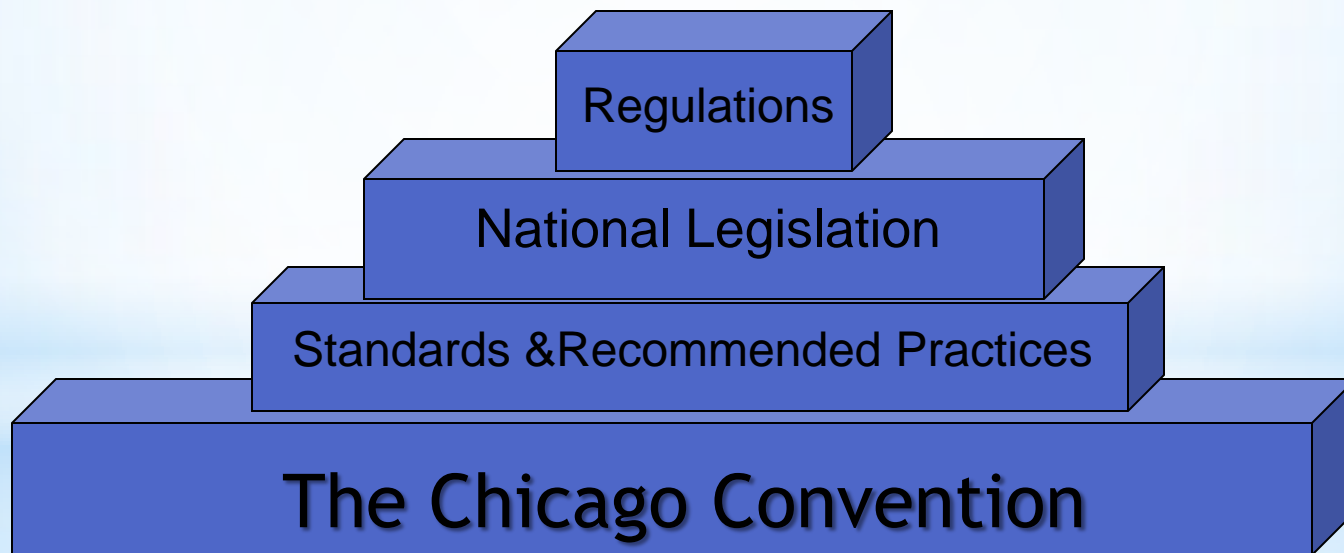 Regulations
National Legislation
Standards &Recommended Practices
The Chicago Convention